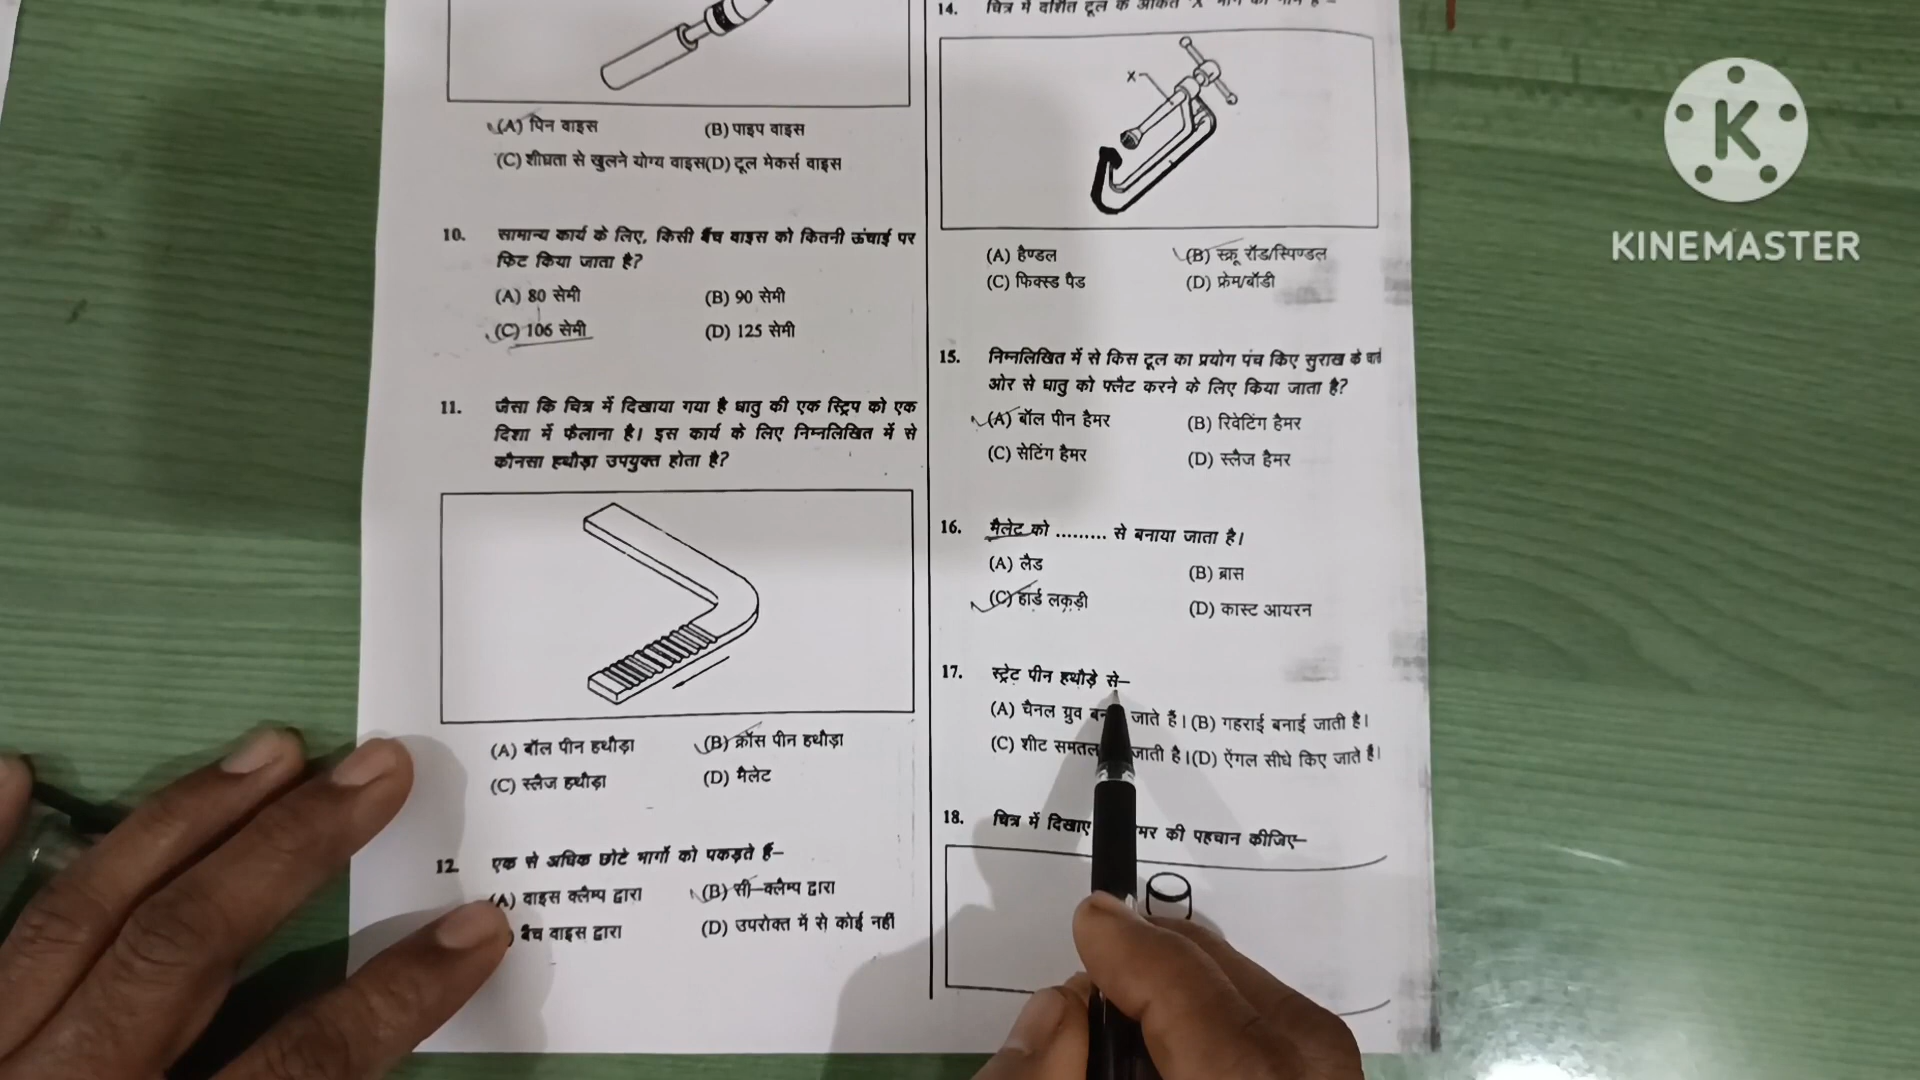 (A) पिन वाइस
(B) पाइप वाइस
(C) शीघ्रता से खुलने योग्य वाइस(D) टूल मेकर्स वाइस
10. सामान्य कार्य के लिए, किसी बैंच वाइस को कितनी ऊंचाई पर
फिट किया जाता है?
(A) 80 सेमी
(B) 90 सेमी
(C) 106 सेमी
(D) 125 सेमी
11. जैसा कि चित्र में दिखाया गया है धातु की एक स्ट्रिप को एक
दिशा में फैलाना है। इस कार्य के लिए निम्नलिखित में से
कौनसा हथौड़ा उपयुक्त होता है?
(A) बॉल पीन हथौड़ा
(B) क्रॉस पीन हथौड़ा
(C) स्लैज हथौड़ा
(D) मैलेट
12. एक से अधिक छोटे भागों को पकड़ते हैं–
(A) वाइस क्लैम्प द्वारा
(B) सी–क्लैम्प द्वारा
) बैंच वाइस द्वारा
(D) उपरोक्त में से कोई नहीं
14. चित्र में दर्शित टूल के अंकित 'X' भाग का नाम है –
X
(A) हैण्डल
(B) स्क्रू रॉड/स्पिण्डल
(C) फिक्स्ड पैड
(D) फ्रेम/बॉडी
15. निम्नलिखित में से किस टूल का प्रयोग पंच किए सुराख के
ओर से धातु को फ्लैट करने के लिए किया जाता है?
(A) बॉल पीन हैमर
(B) रिवेटिंग हैमर
(C) सेटिंग हैमर
(D) स्लैज हैमर
16. मैलेट को ......... से बनाया जाता है।
(A) लैड
(B) ब्रास
(C) हार्ड लकड़ी
(D) कास्ट आयरन
17. स्ट्रेट पीन हथौड़े से–
(A) चैनल ग्रुव जाते हैं। (B) गहराई बनाई जाती है।
(C) शीट समतल जाती है। (D) ऐंगल सीधे किए जाते है।
18. चित्र में दिखाए की पहचान कीजिए–
K
KINEMASTER